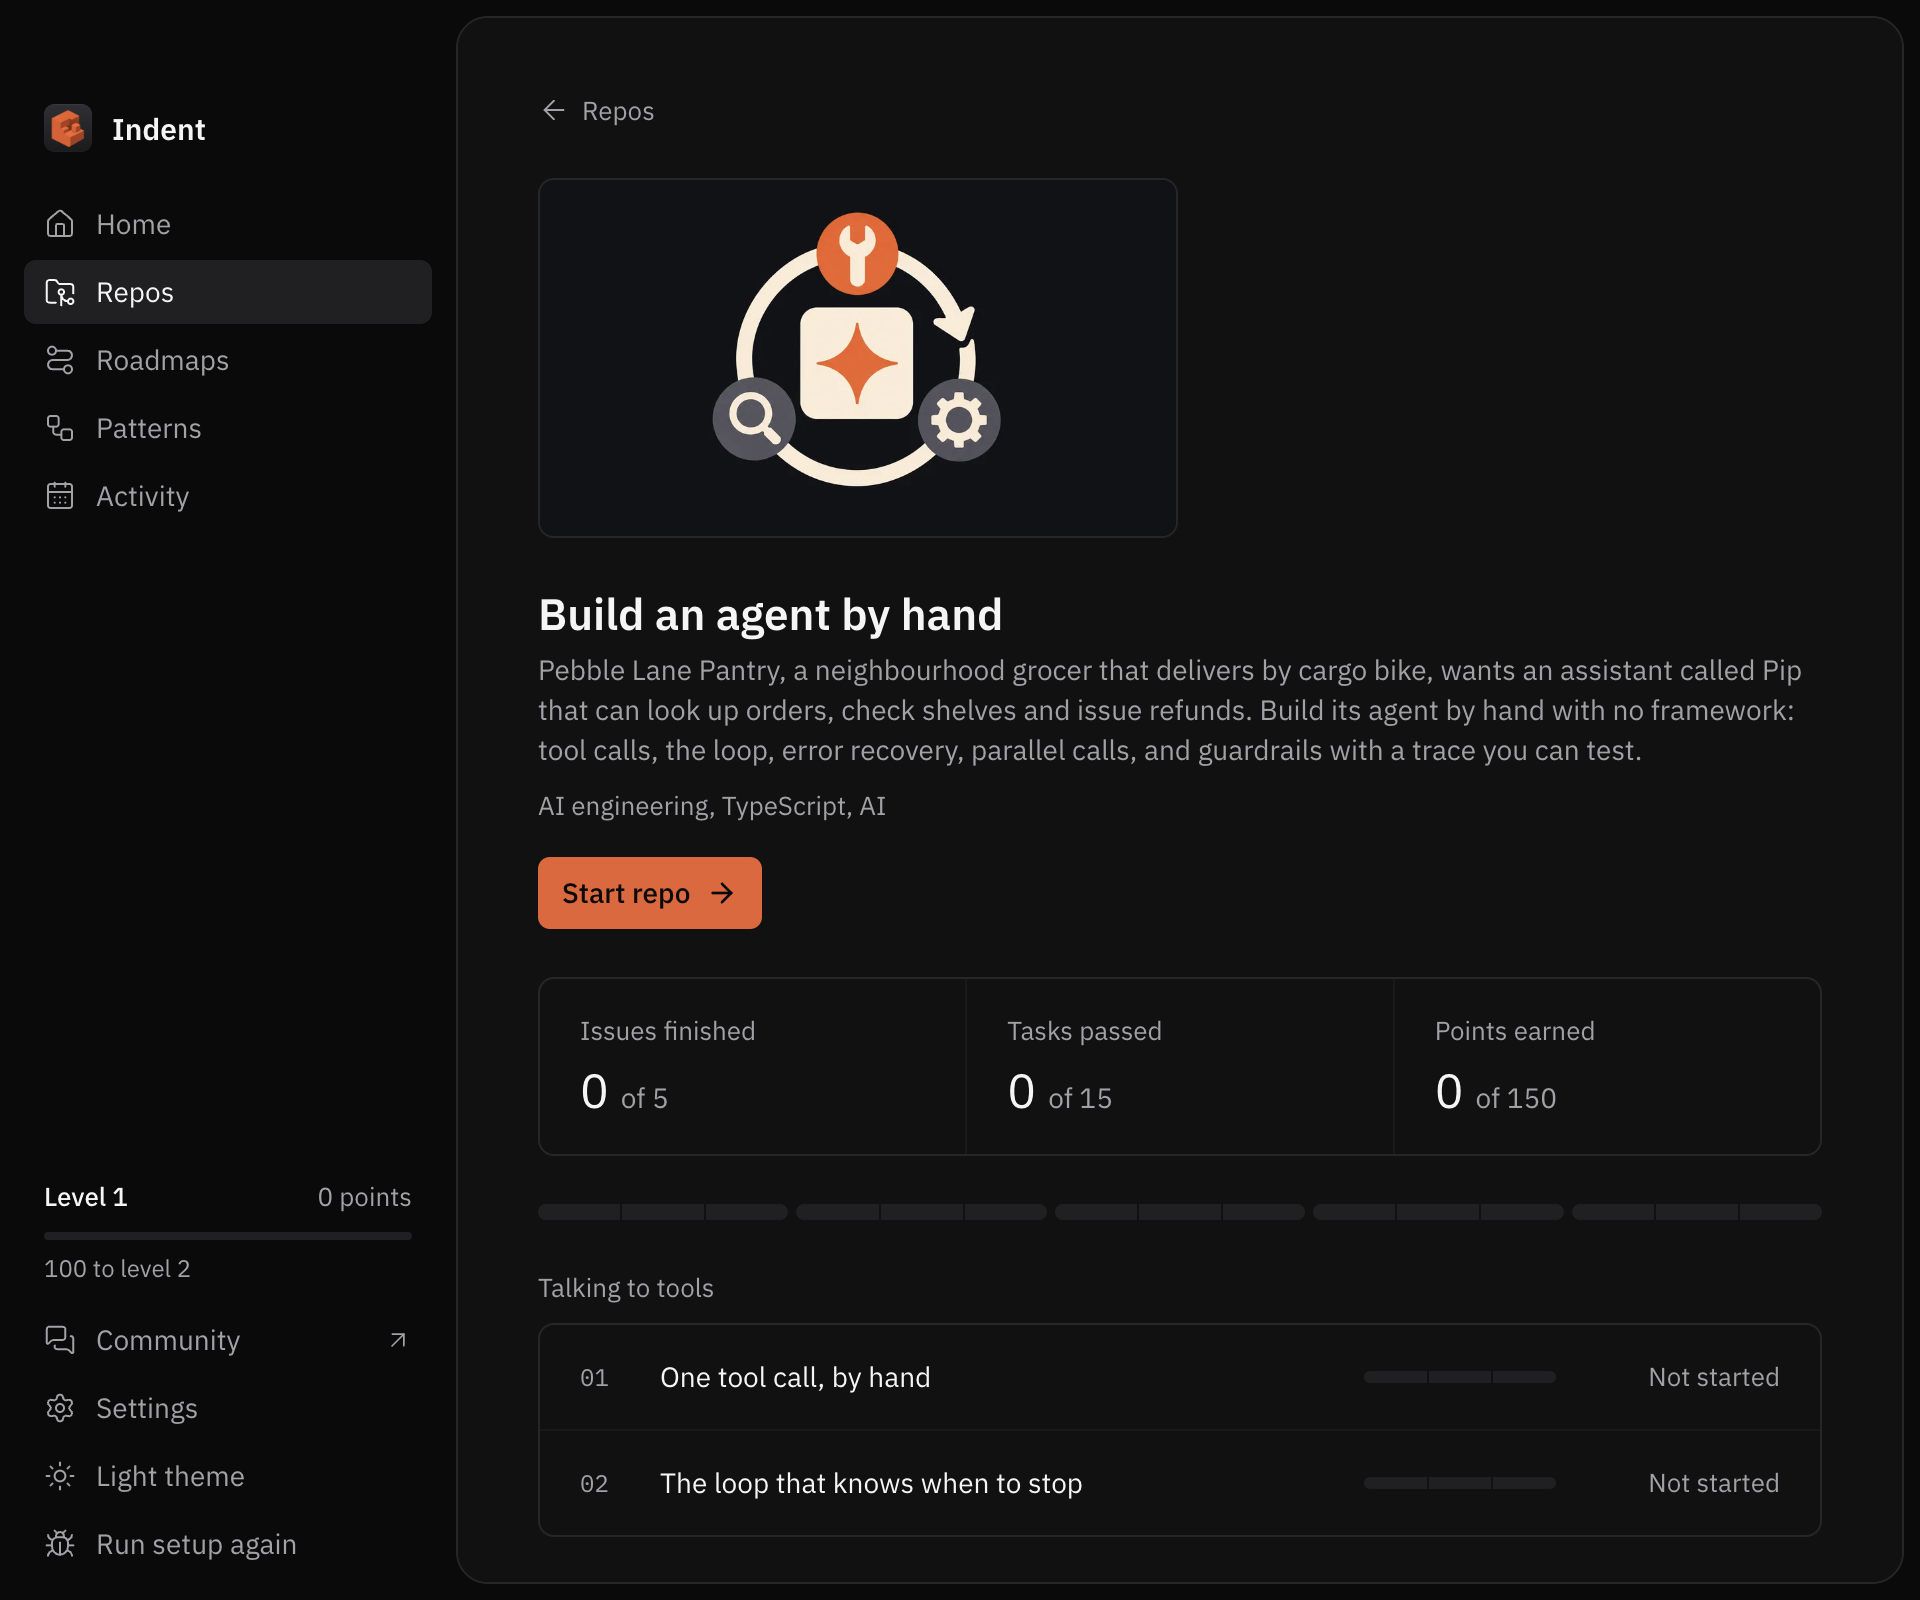 Indent
Home
Repos
Roadmaps
Patterns
Activity
Level 1
0 points
100 to level 2
Community
Settings
Light theme
Run setup again
Repos
Build an agent by hand
Pebble Lane Pantry, a neighbourhood grocer that delivers by cargo bike, wants an assistant called Pip
that can look up orders, check shelves and issue refunds. Build its agent by hand with no framework:
tool calls, the loop, error recovery, parallel calls, and guardrails with a trace you can test.
AI engineering, TypeScript, AI
Start repo
Issues finished
0 of 5
Tasks passed
0 of 15
Points earned
0 of 150
Talking to tools
01 One tool call, by hand Not started
02 The loop that knows when to stop Not started